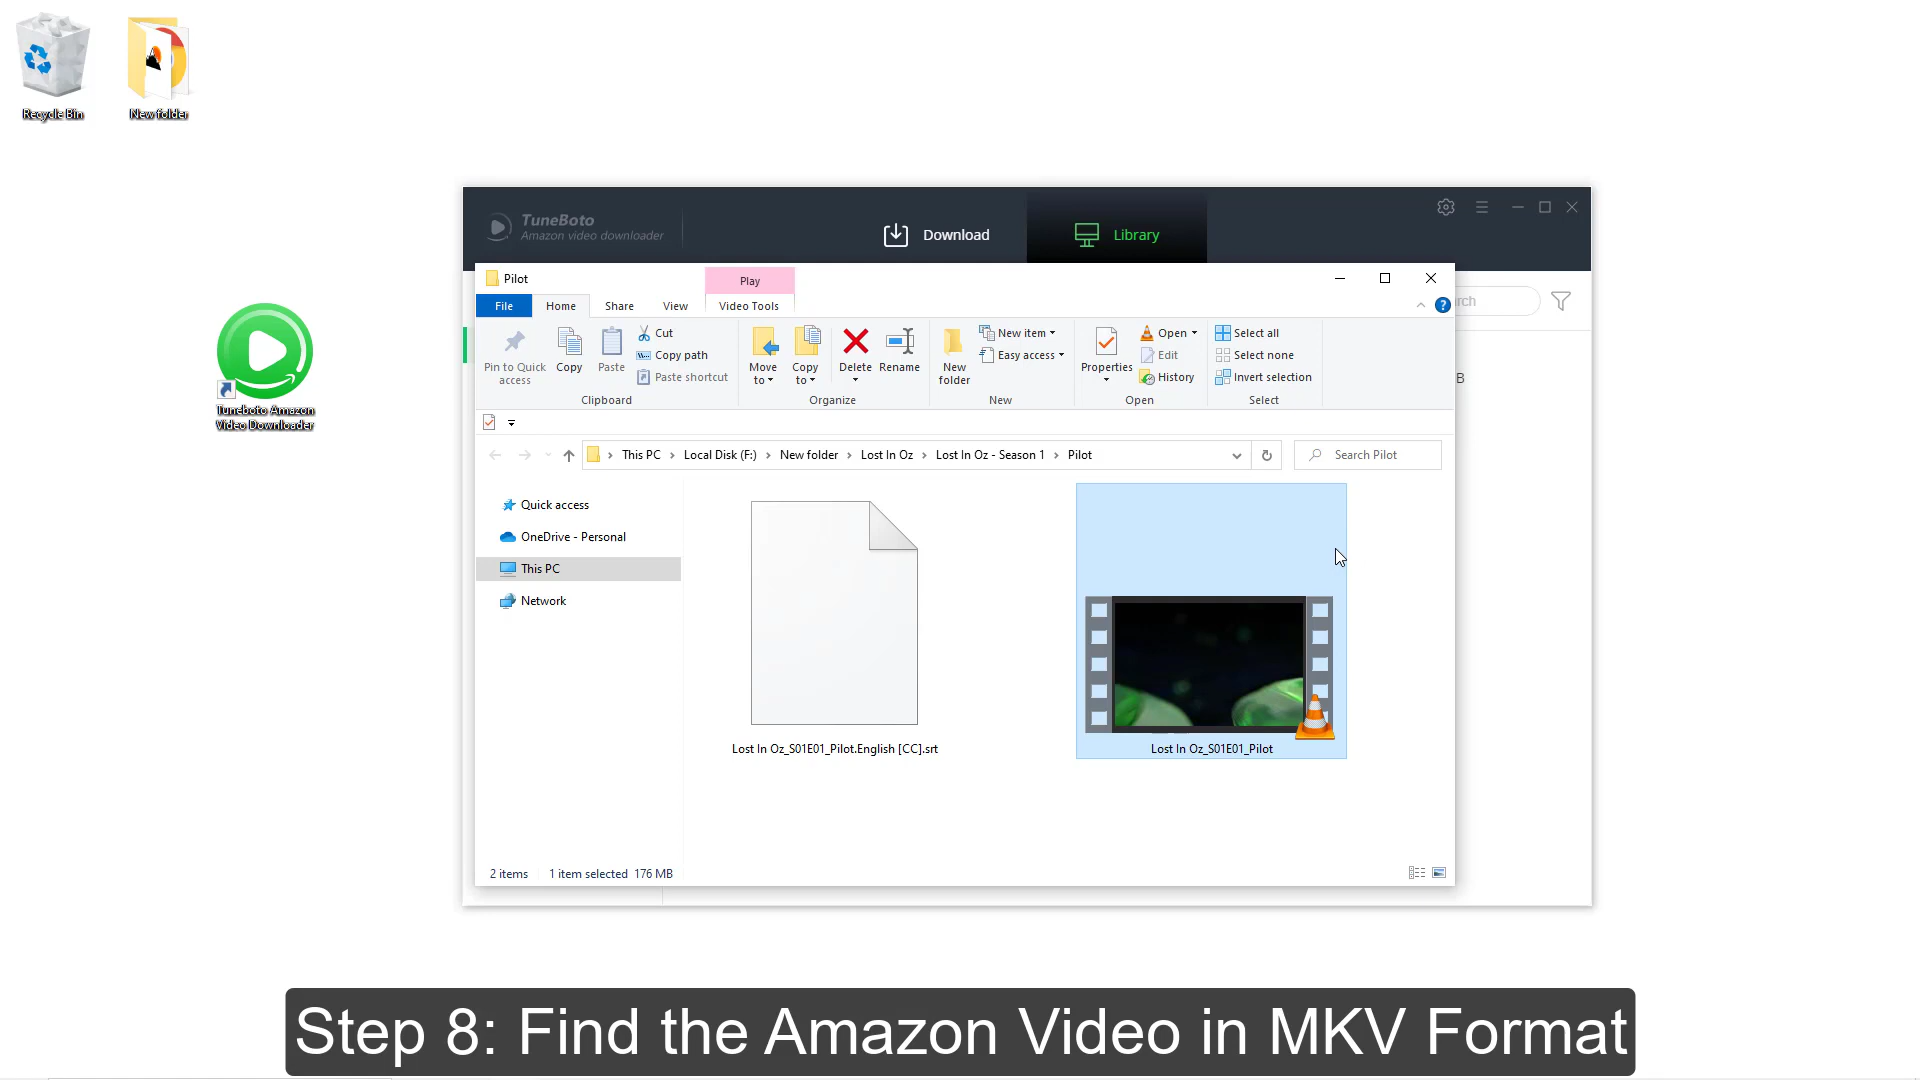 Recycle Bin
New folder
TuneBoto
Amazon video downloader
Download
Library
Pilot
Play
File
Home
Share
View
Video Tools
Pin to Quick access
Copy
Paste
Cut
Copy path
Paste shortcut
Clipboard
Move to
Copy to
Delete
Rename
Organize
New folder
New item
Easy access
New
Properties
Open
Edit
History
Open
Select all
Select none
Invert selection
Select
This PC
Local Disk (F:)
New folder
Lost In Oz
Lost In Oz - Season 1
Pilot
Search Pilot
Quick access
OneDrive - Personal
This PC
Network
Lost In Oz_S01E01_Pilot.English [CC].srt
Lost In Oz_S01E01_Pilot
2 items
1 item selected 176 MB
Tuneboto Amazon
Video Downloader
Step 8: Find the Amazon Video in MKV Format